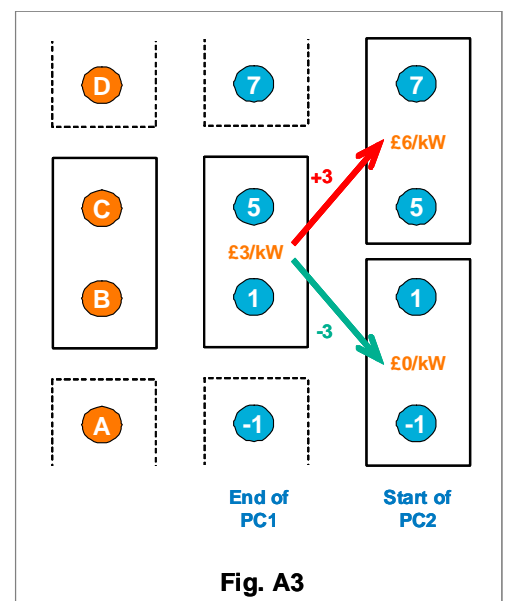 D 7 7
£6/kW
+3
C 5 5
£3/kW
B 1 1
-3
£0/kW
A -1 -1
End of
PC1
Start of
PC2
Fig. A3